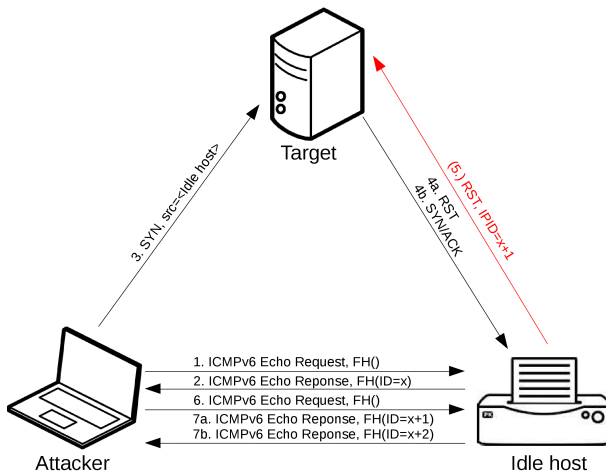 Target
3. SYN, src=<Idle host>
4a. RST
4b. SYN/ACK
(5.) RST, IPID=x+1
1. ICMPv6 Echo Request, FH()
2. ICMPv6 Echo Reponse, FH(ID=x)
6. ICMPv6 Echo Request, FH()
7a. ICMPv6 Echo Reponse, FH(ID=x+1)
7b. ICMPv6 Echo Reponse, FH(ID=x+2)
Attacker
Idle host